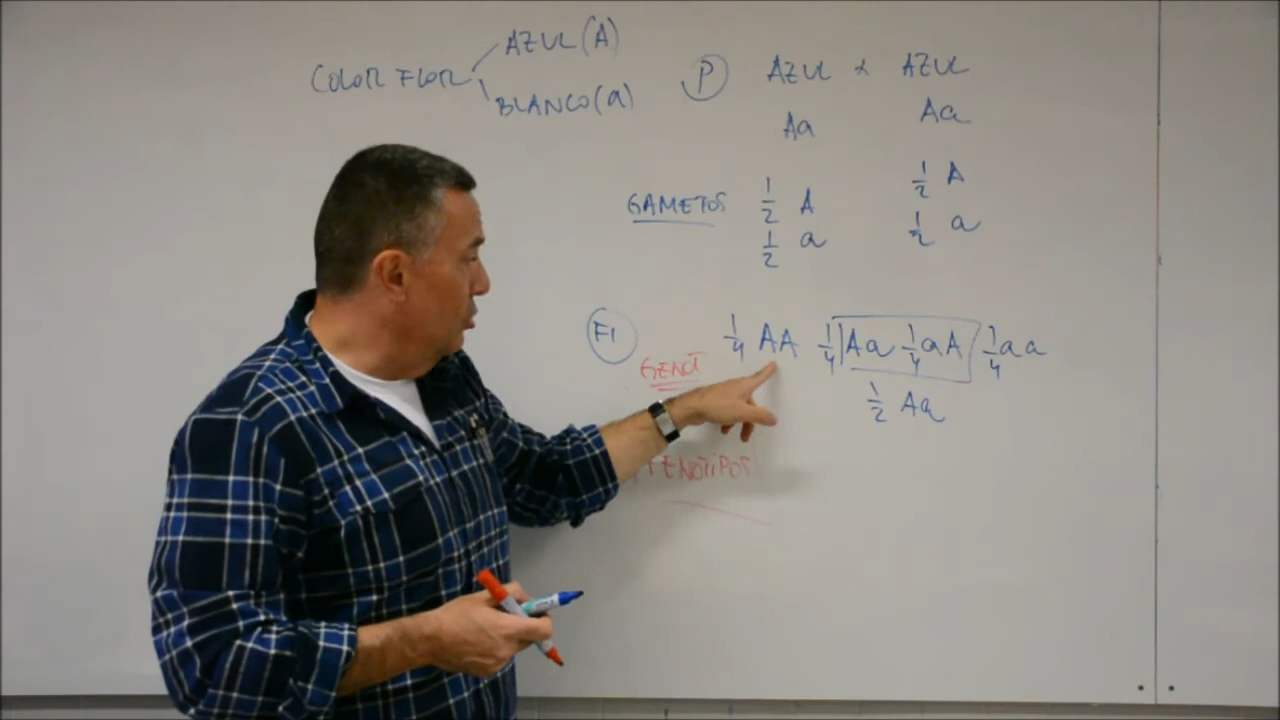 COLOR FLOR
AZUL (A)
BLANCO (a)
P AZUL x AZUL
Aa Aa
GAMETOS
1/2 A 1/2 A
1/2 a 1/2 a
F1 1/4 AA 1/4 Aa 1/4 aA 1/4 aa
GENOT
1/2 Aa
FENOTIPOS